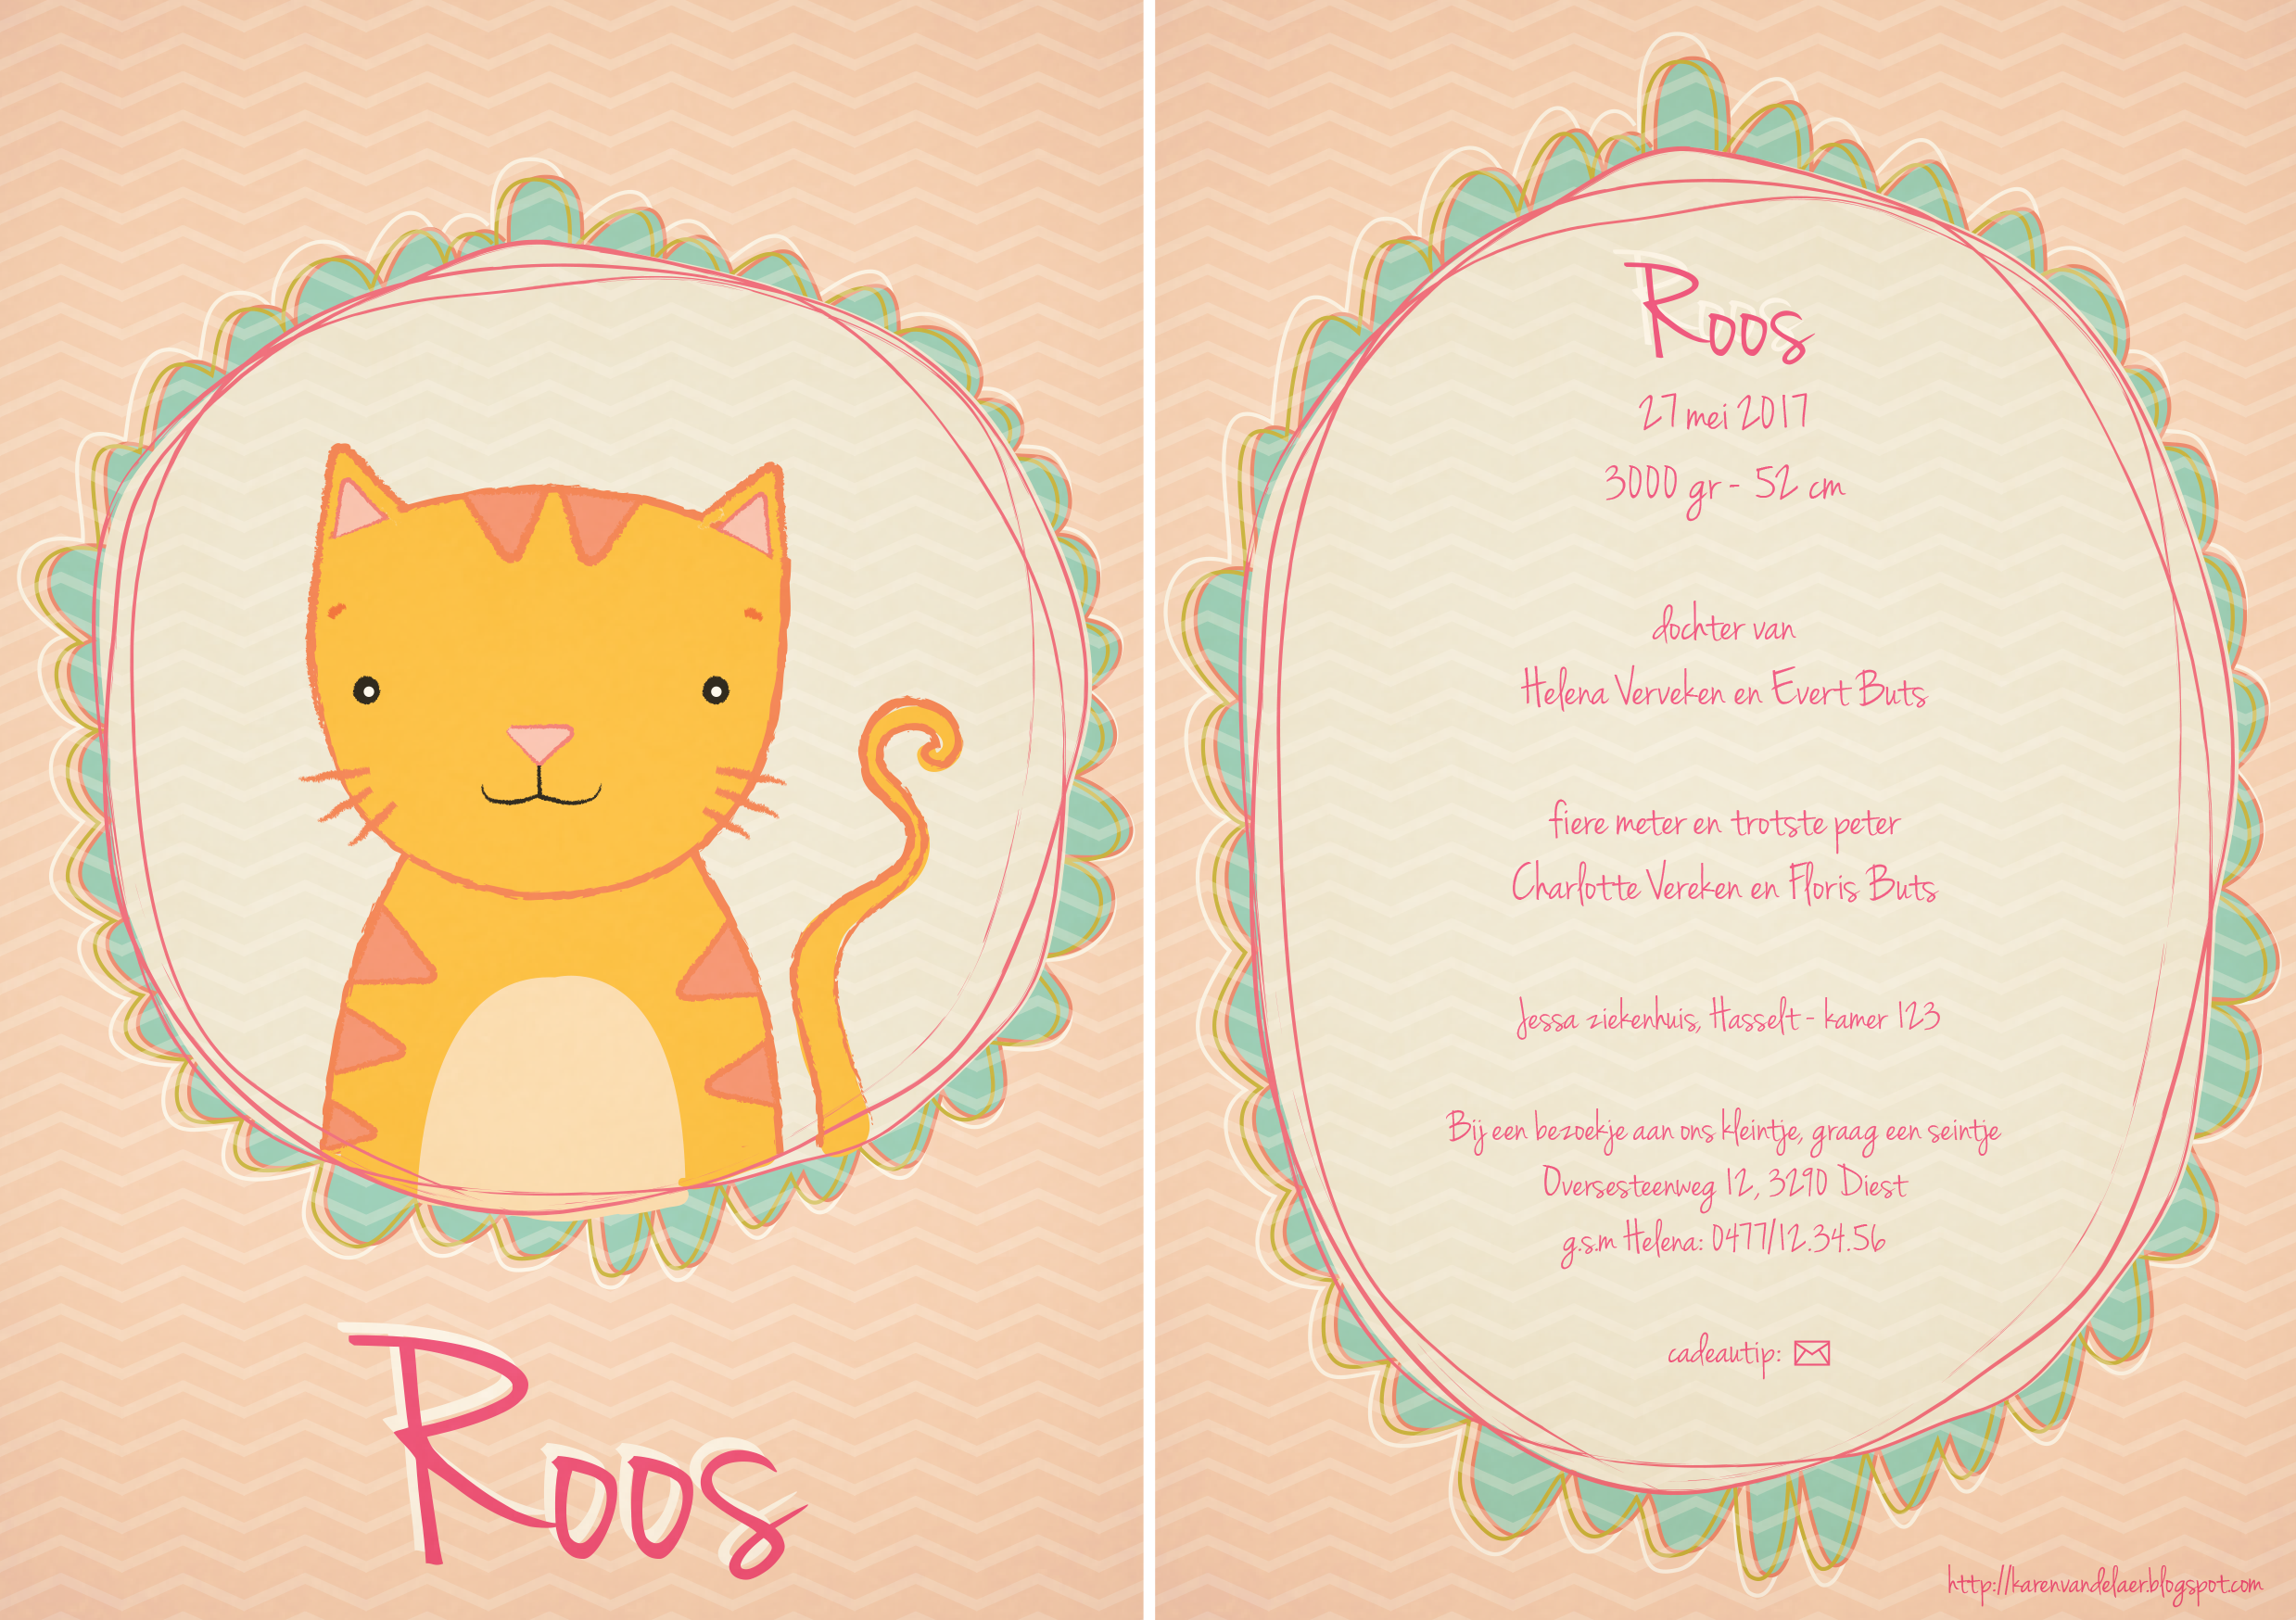 Roos
Roos
27 mei 2017
3000 gr - 52 cm
dochter van
Helena Verveken en Evert Buts
fiere meter en trotste peter
Charlotte Vereken en Floris Buts
Jessa ziekenhuis, Hasselt - kamer 123
Bij een bezoekje aan ons kleintje, graag een seintje
Oversesteenweg 12, 3290 Diest
g.s.m Helena: 0477/12.34.56
cadeautip:
http://karenvandelaer.blogspot.com